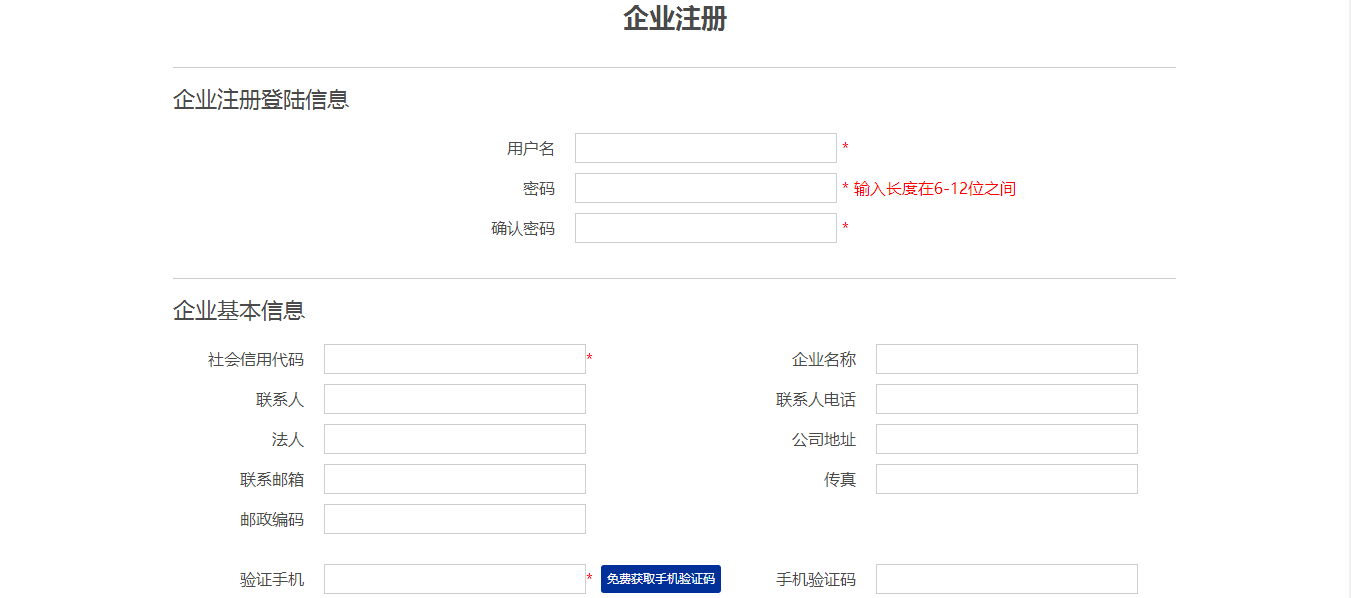 企业注册
企业注册登陆信息
用户名 *
密码 * 输入长度在6-12位之间
确认密码 *
企业基本信息
社会信用代码 * 企业名称
联系人 联系人电话
法人 公司地址
联系邮箱 传真
邮政编码
验证手机 * 免费获取手机验证码 手机验证码